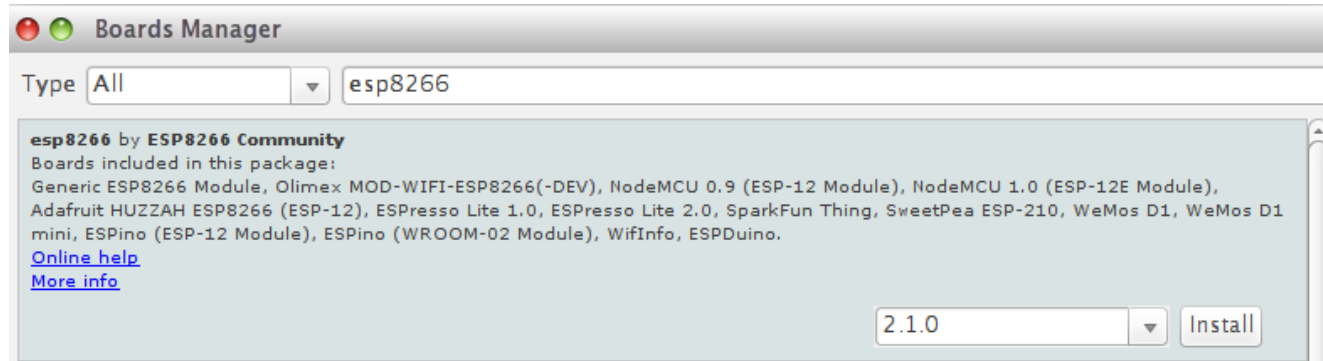 Boards Manager
Type All esp8266
esp8266 by ESP8266 Community
Boards included in this package:
Generic ESP8266 Module, Olimex MOD-WIFI-ESP8266(-DEV), NodeMCU 0.9 (ESP-12 Module), NodeMCU 1.0 (ESP-12E Module),
Adafruit HUZZAH ESP8266 (ESP-12), ESPresso Lite 1.0, ESPresso Lite 2.0, SparkFun Thing, SweetPea ESP-210, WeMos D1, WeMos D1
mini, ESPino (ESP-12 Module), ESPino (WROOM-02 Module), WifInfo, ESPDuino.
Online help
More info
2.1.0 Install